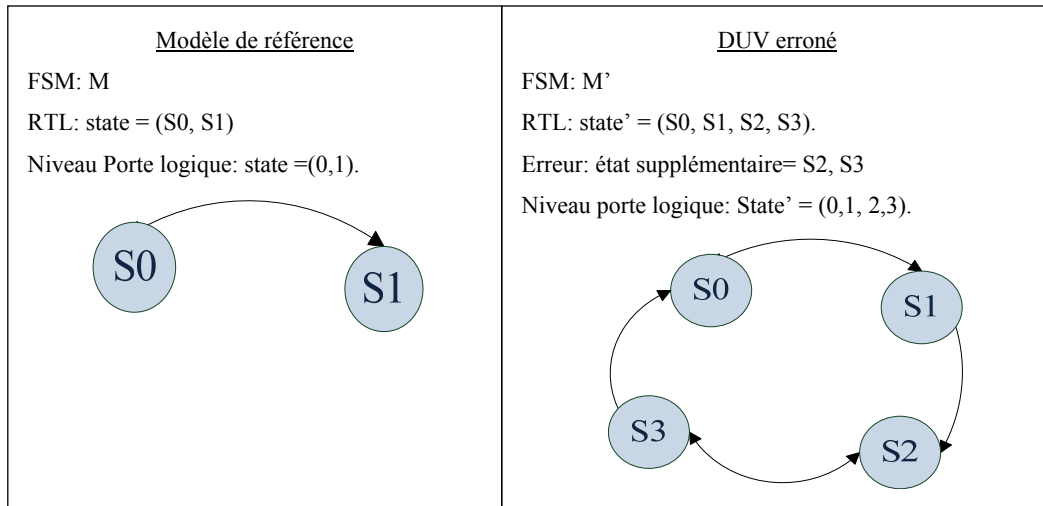 Modèle de référence
FSM: M
RTL: state = (S0, S1)
Niveau Porte logique: state =(0,1).
S0
S1
DUV erroné
FSM: M’
RTL: state’ = (S0, S1, S2, S3).
Erreur: état supplémentaire= S2, S3
Niveau porte logique: State’ = (0,1, 2,3).
S0
S1
S3
S2